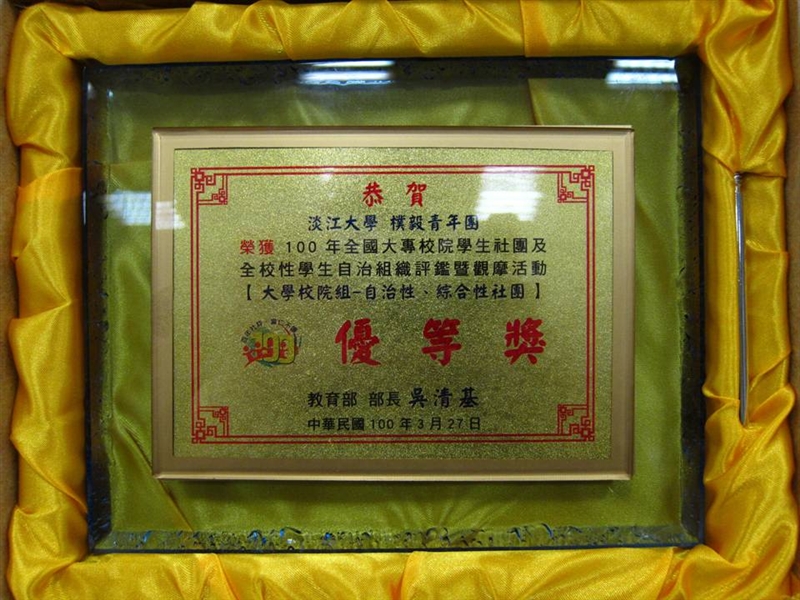 恭賀
淡江大學 樸毅青年團
榮獲 100 年全國大專校院學生社團及
全校性學生自治組織評鑑暨觀摩活動
【 大學校院組-自治性、綜合性社團 】
優等獎
教育部 部長 吳清基
中華民國 100 年 3 月 27 日